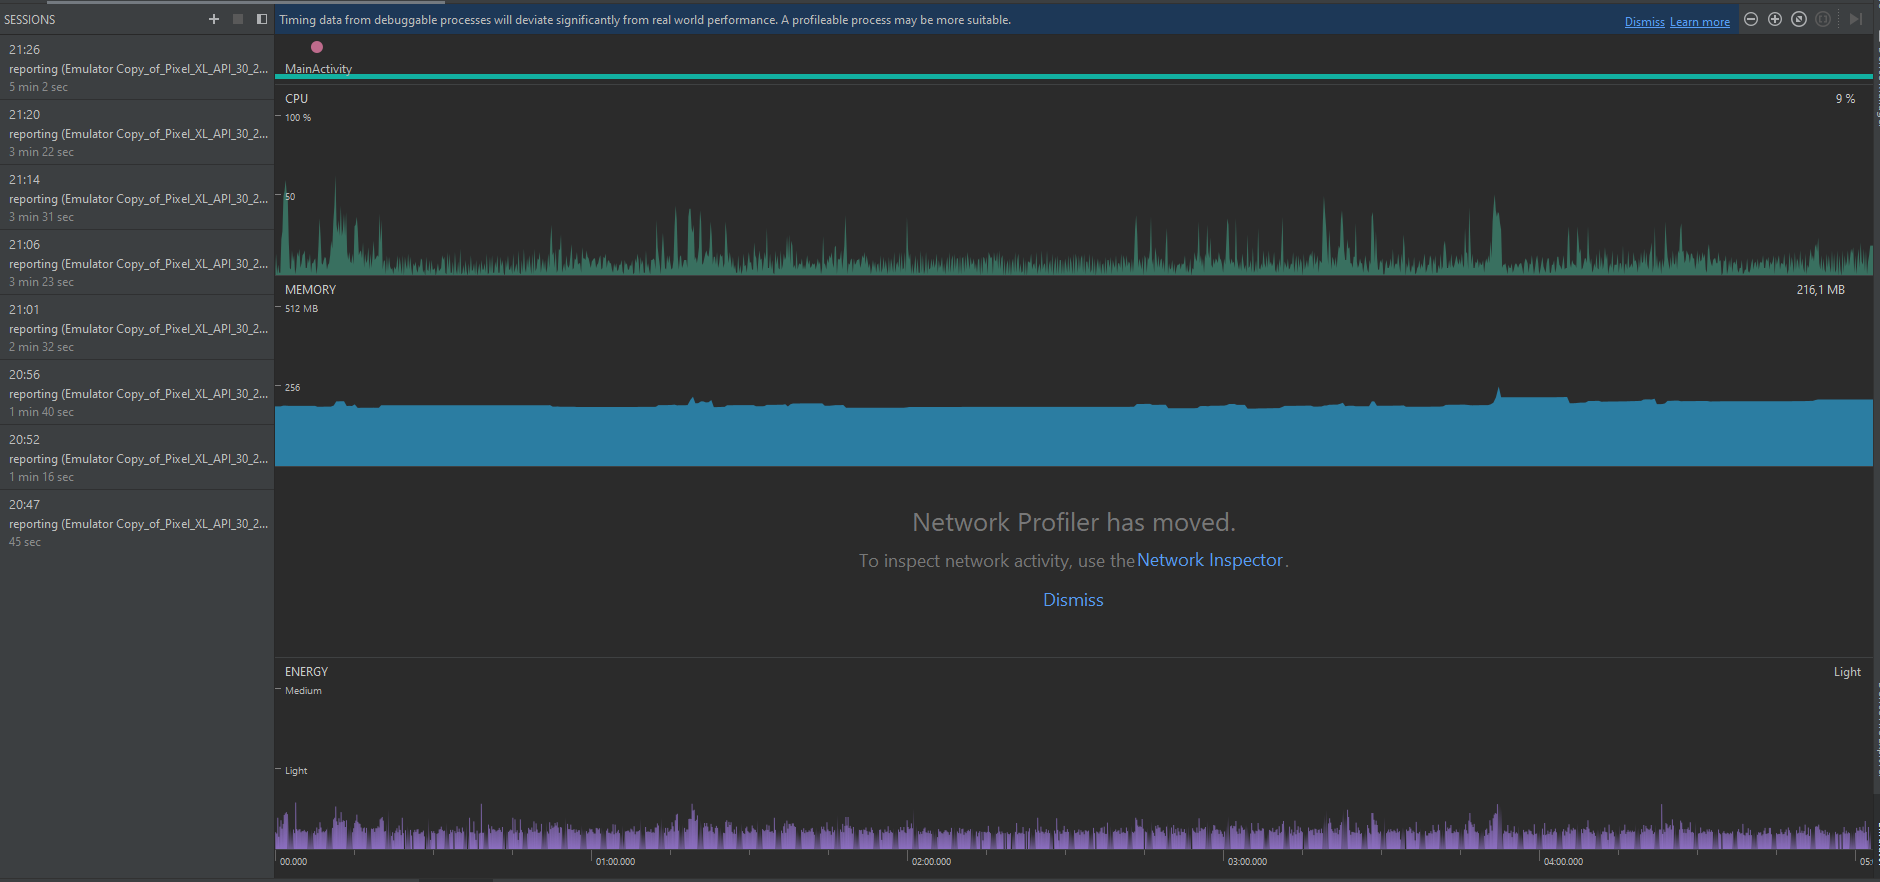 SESSIONS
21:26
reporting (Emulator Copy_of_Pixel_XL_API_30_2...
5 min 2 sec
21:20
reporting (Emulator Copy_of_Pixel_XL_API_30_2...
3 min 22 sec
21:14
reporting (Emulator Copy_of_Pixel_XL_API_30_2...
3 min 31 sec
21:06
reporting (Emulator Copy_of_Pixel_XL_API_30_2...
3 min 23 sec
21:01
reporting (Emulator Copy_of_Pixel_XL_API_30_2...
2 min 32 sec
20:56
reporting (Emulator Copy_of_Pixel_XL_API_30_2...
1 min 40 sec
20:52
reporting (Emulator Copy_of_Pixel_XL_API_30_2...
1 min 16 sec
20:47
reporting (Emulator Copy_of_Pixel_XL_API_30_2...
45 sec
Timing data from debuggable processes will deviate significantly from real world performance. A profileable process may be more suitable.
Dismiss Learn more
MainActivity
CPU 9 %
100 %
50
MEMORY 216,1 MB
512 MB
256
Network Profiler has moved.
To inspect network activity, use the Network Inspector.
Dismiss
ENERGY Light
Medium
Light
00.000 01:00.000 02:00.000 03:00.000 04:00.000 05: